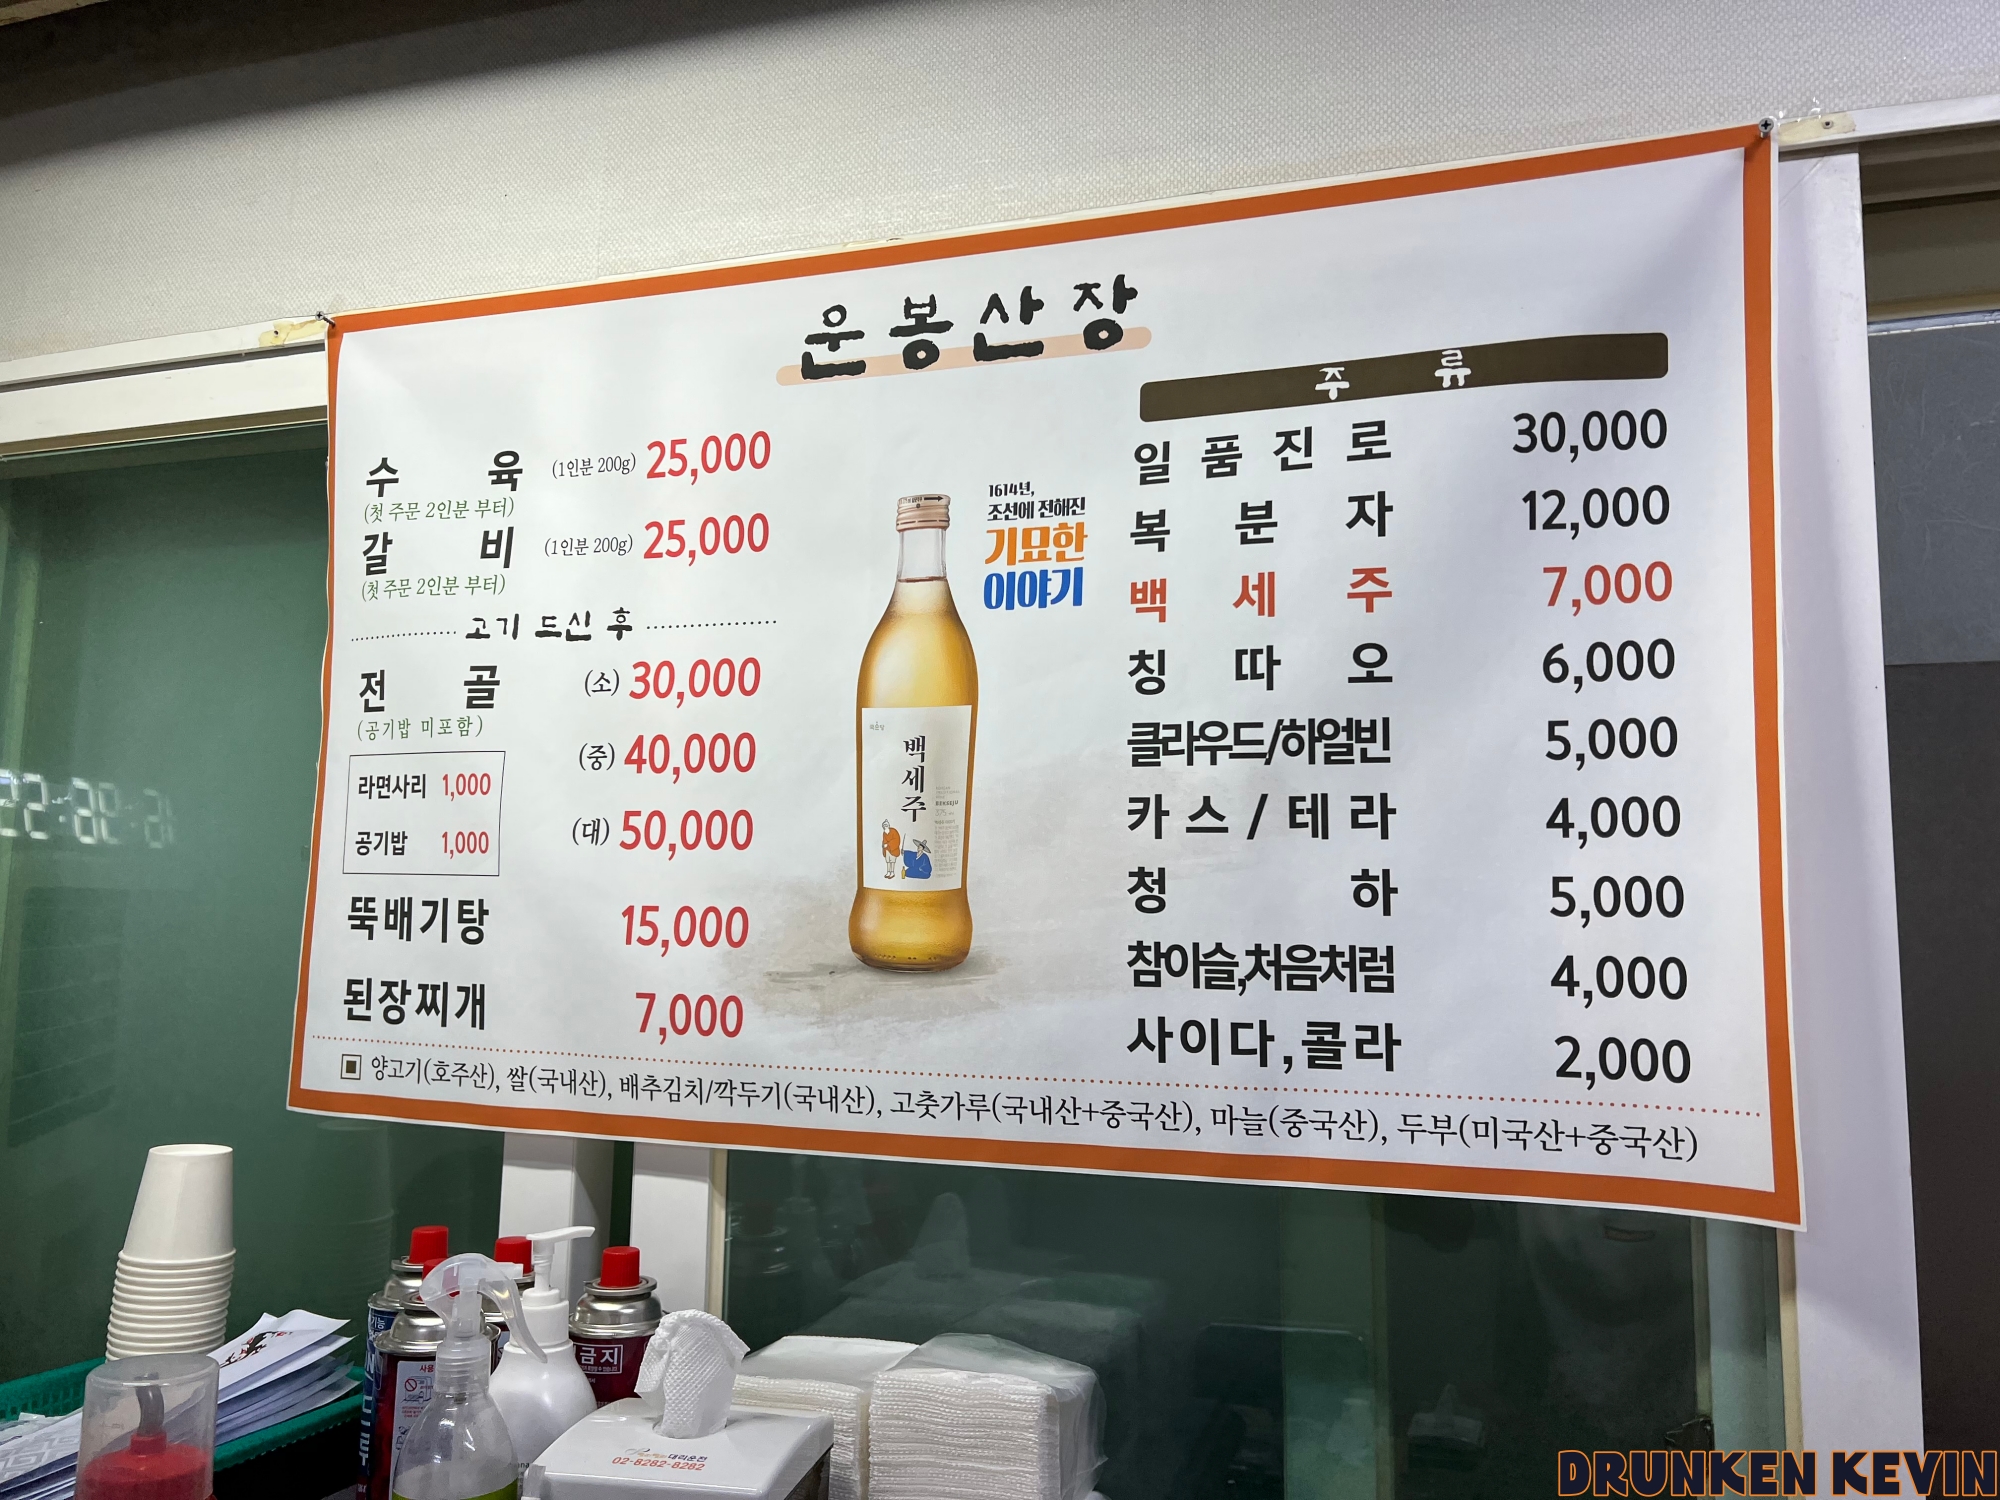 운봉산장
수육 (1인분 200g) 25,000
(첫 주문 2인분 부터)
갈비 (1인분 200g) 25,000
(첫 주문 2인분 부터)
고기 드신 후
전골 (소) 30,000
(공기밥 미포함)
(중) 40,000
라면사리 1,000
공기밥 1,000
(대) 50,000
뚝배기탕 15,000
된장찌개 7,000
1614년,
조선에 전해진
기묘한
이야기
백세주
주류
일품진로 30,000
복분자 12,000
백세주 7,000
칭따오 6,000
클라우드/하얼빈 5,000
카스/테라 4,000
청하 5,000
참이슬,처음처럼 4,000
사이다,콜라 2,000
양고기(호주산), 쌀(국내산), 배추김치/깍두기(국내산), 고춧가루(국내산+중국산), 마늘(중국산), 두부(미국산+중국산)
금지
대리운전
02-8282-8282
DRUNKEN KEVIN